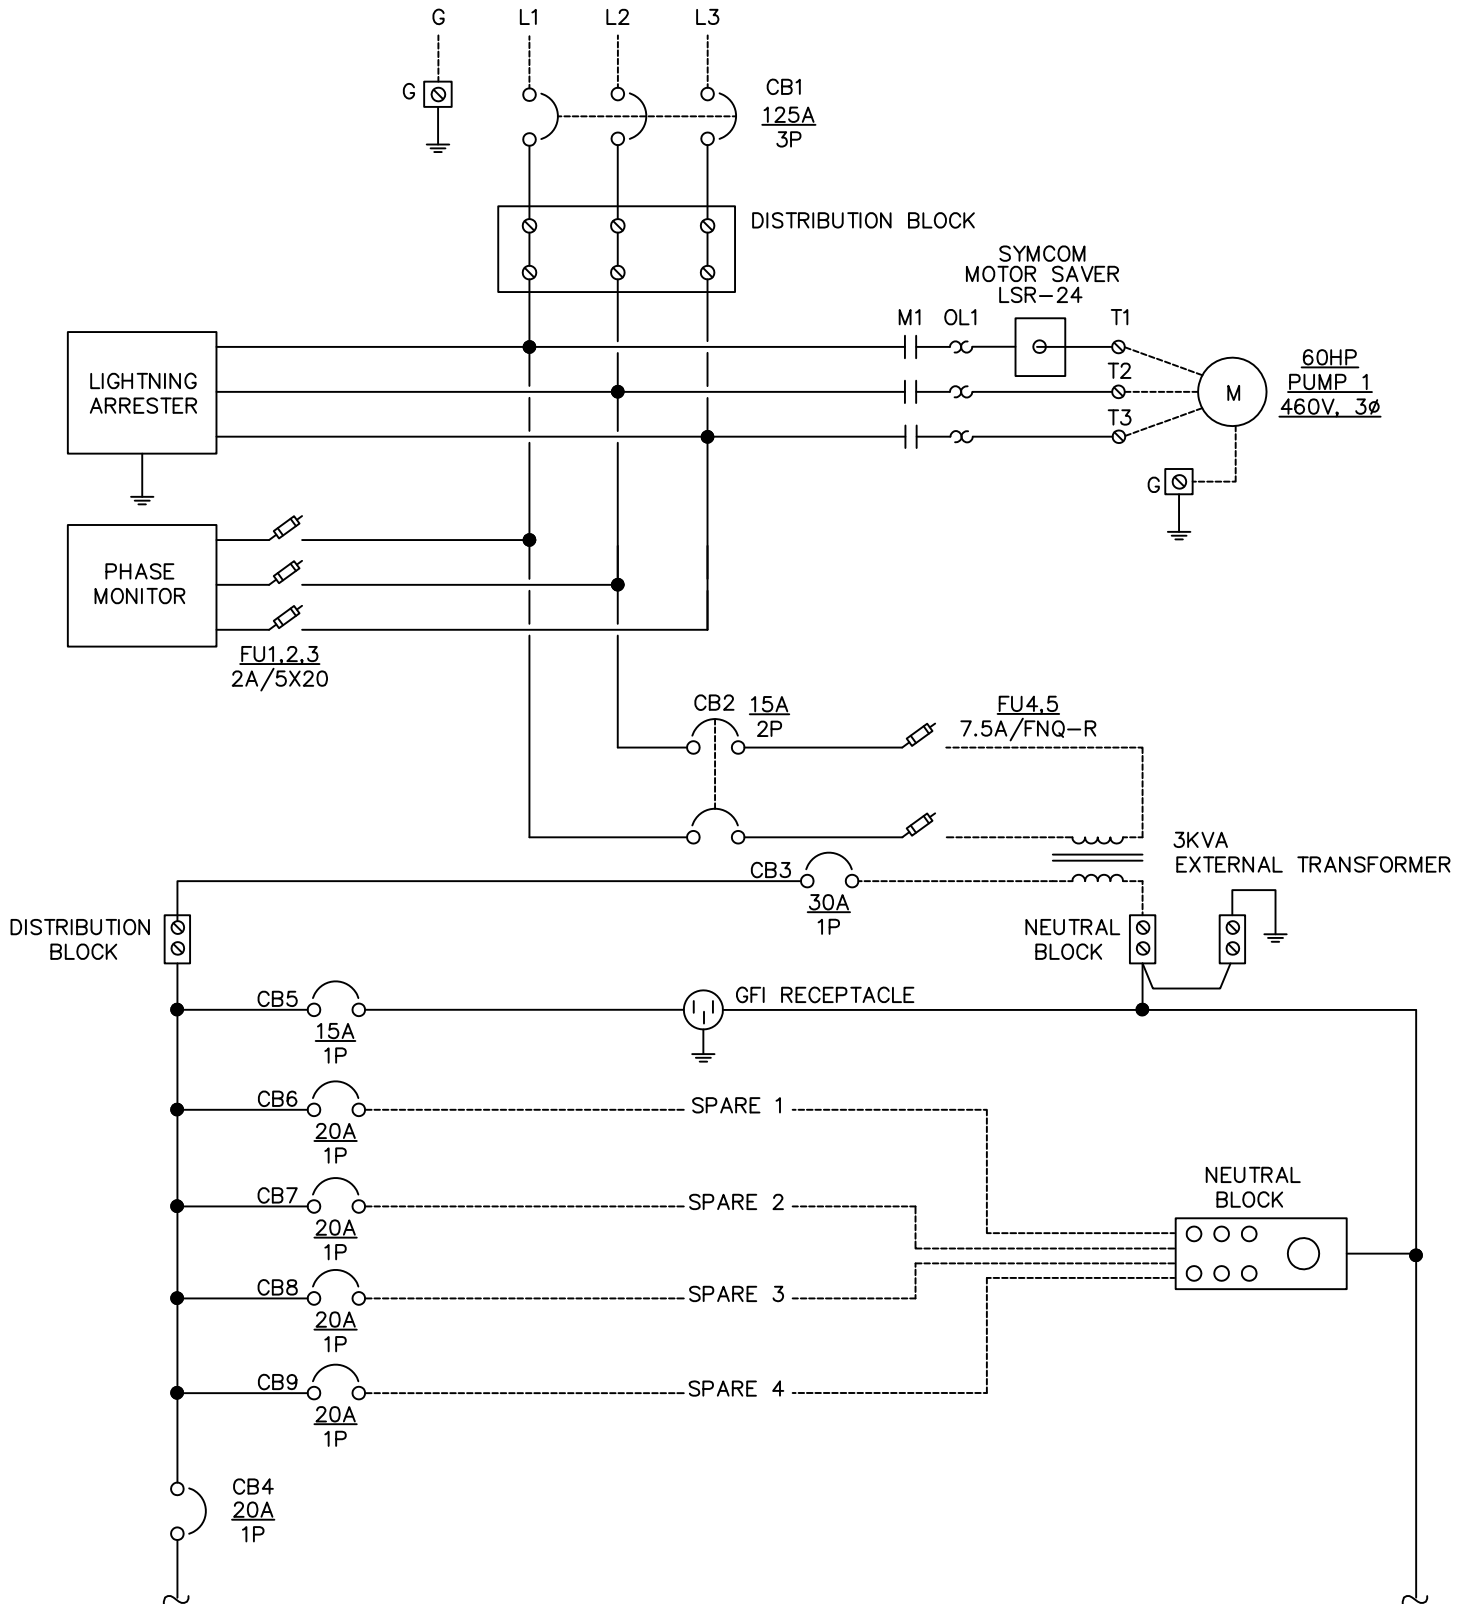 G L1 L2 L3
G
CB1
125A
3P
DISTRIBUTION BLOCK
SYMCOM
MOTOR SAVER
LSR-24
M1 OL1 T1
LIGHTNING
ARRESTER
T2
T3
M
60HP
PUMP 1
460V, 3ø
G
PHASE
MONITOR
FU1,2,3
2A/5X20
CB2 15A
2P
FU4,5
7.5A/FNQ-R
3KVA
EXTERNAL TRANSFORMER
CB3
30A
1P
DISTRIBUTION
BLOCK
NEUTRAL
BLOCK
CB5
15A
1P
GFI RECEPTACLE
CB6
20A
1P
SPARE 1
CB7
20A
1P
SPARE 2
NEUTRAL
BLOCK
CB8
20A
1P
SPARE 3
CB9
20A
1P
SPARE 4
CB4
20A
1P